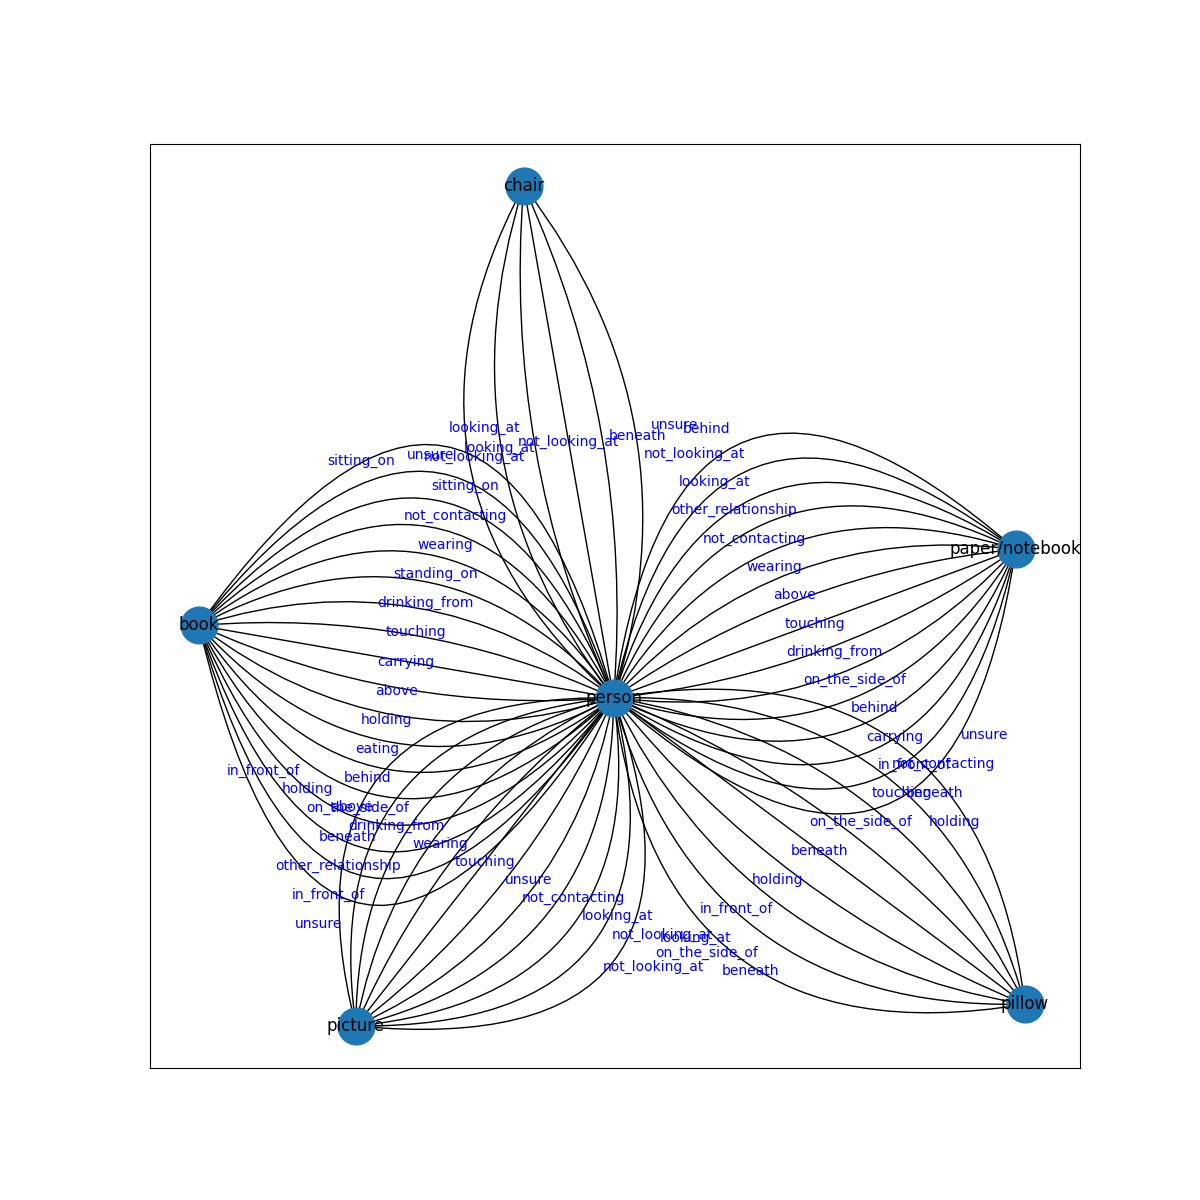 chair
looking_at
unsure
behind
beneath
not_looking_at
looking_at
not_looking_at
unsure
not_looking_at
sitting_on
sitting_on
looking_at
other_relationship
not_contacting
not_contacting
wearing
paper/notebook
wearing
standing_on
above
drinking_from
book
touching
touching
drinking_from
carrying
on_the_side_of
above
person
behind
holding
carrying
unsure
eating
in_front_of
not_contacting
in_front_of
behind
holding
touching
beneath
on_the_side_of
above
on_the_side_of
holding
drinking_from
beneath
wearing
beneath
other_relationship
touching
unsure
holding
in_front_of
not_contacting
in_front_of
looking_at
unsure
not_looking_at
looking_at
on_the_side_of
not_looking_at
beneath
pillow
picture